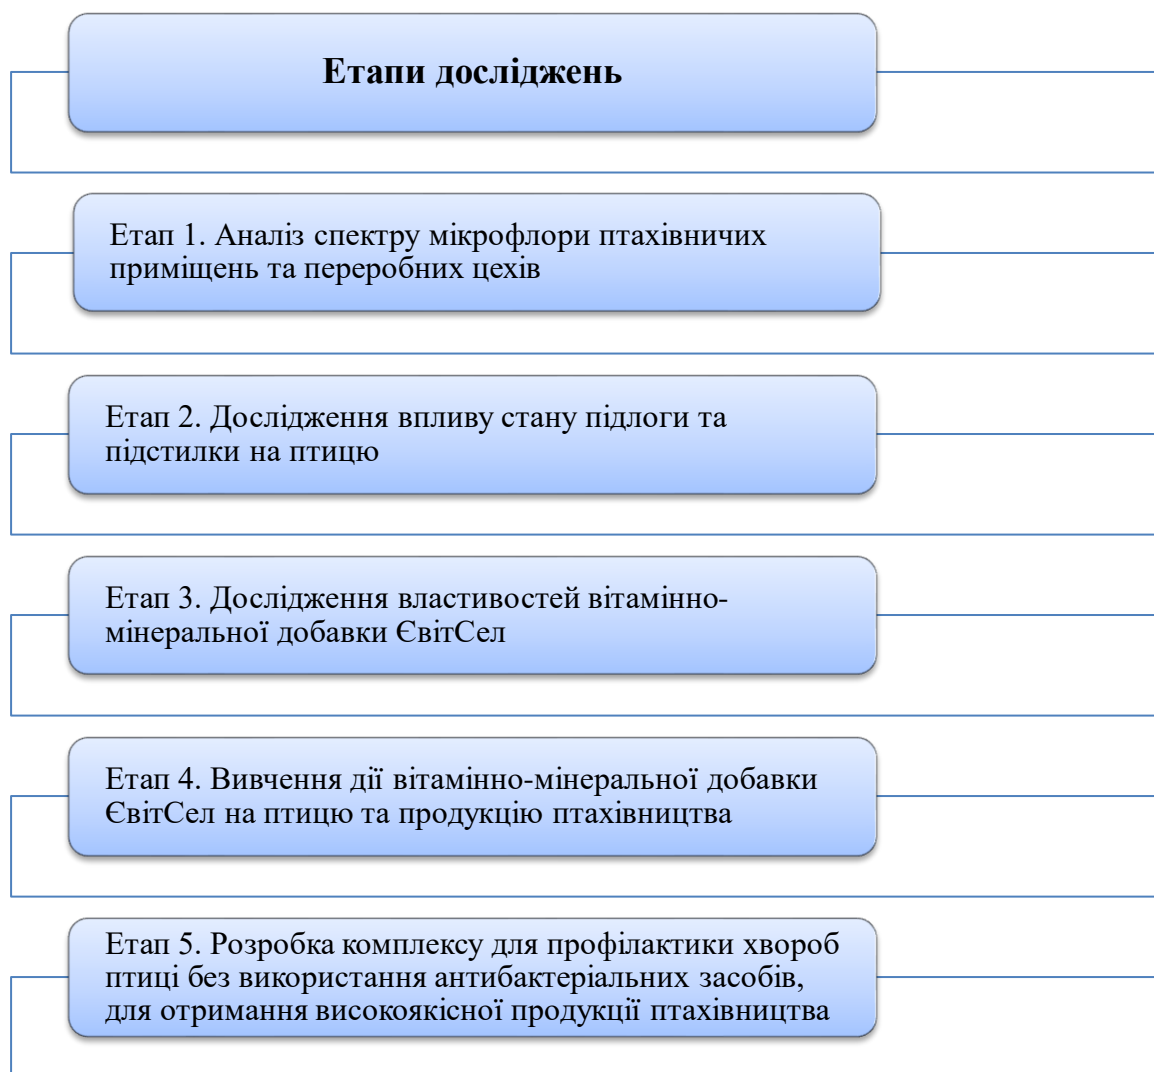 Етапи досліджень
Етап 1. Аналіз спектру мікрофлори птахівничих
приміщень та переробних цехів
Етап 2. Дослідження впливу стану підлоги та
підстилки на птицю
Етап 3. Дослідження властивостей вітамінно-
мінеральної добавки ЄвітСел
Етап 4. Вивчення дії вітамінно-мінеральної добавки
ЄвітСел на птицю та продукцію птахівництва
Етап 5. Розробка комплексу для профілактики хвороб
птиці без використання антибактеріальних засобів,
для отримання високоякісної продукції птахівництва